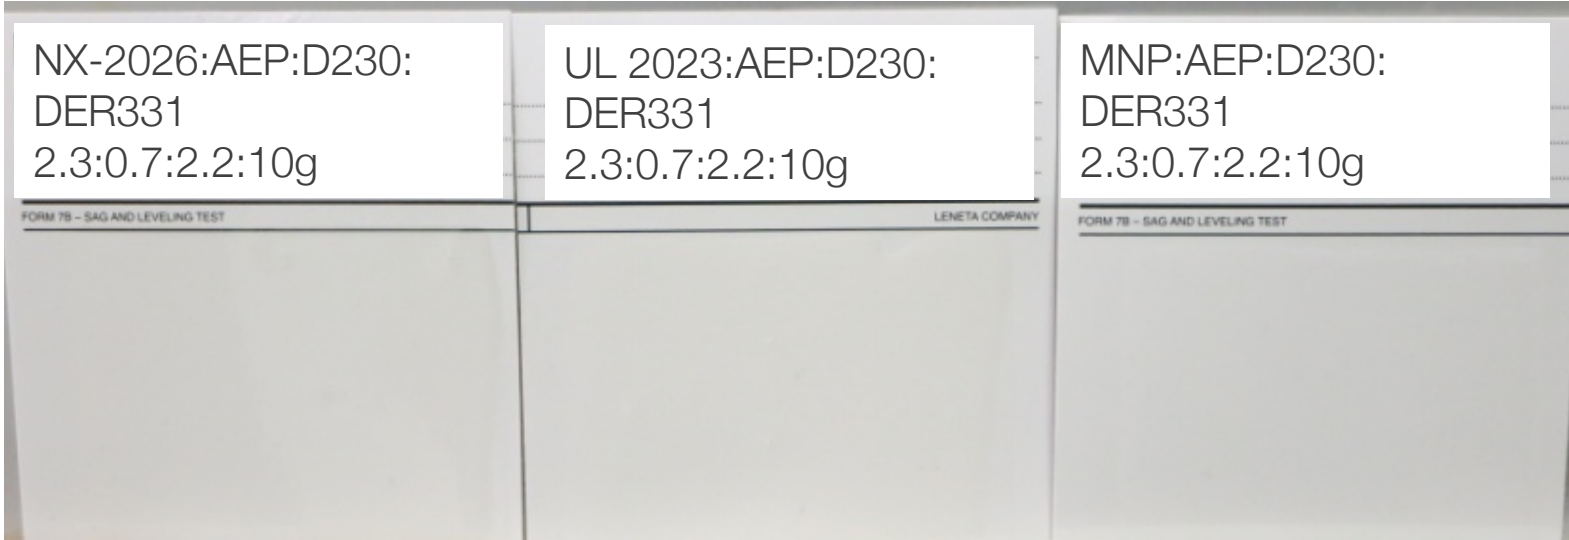 NX-2026:AEP:D230:
DER331
2.3:0.7:2.2:10g
UL 2023:AEP:D230:
DER331
2.3:0.7:2.2:10g
MNP:AEP:D230:
DER331
2.3:0.7:2.2:10g
FORM 7B – SAG AND LEVELING TEST
LENETA COMPANY
FORM 7B – SAG AND LEVELING TEST